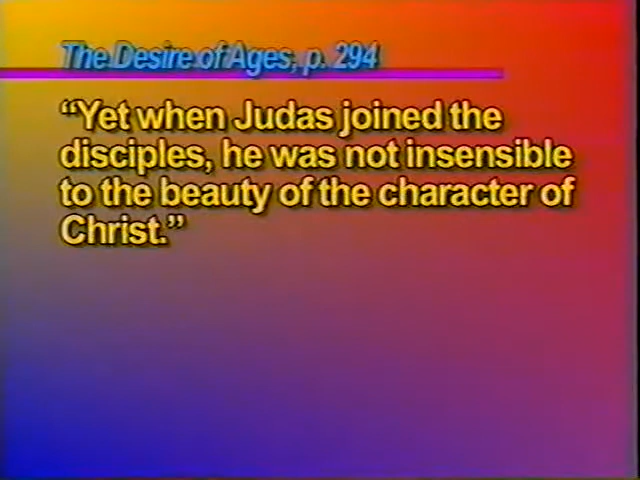 The Desire of Ages, p. 294
“Yet when Judas joined the
disciples, he was not insensible
to the beauty of the character of
Christ.”